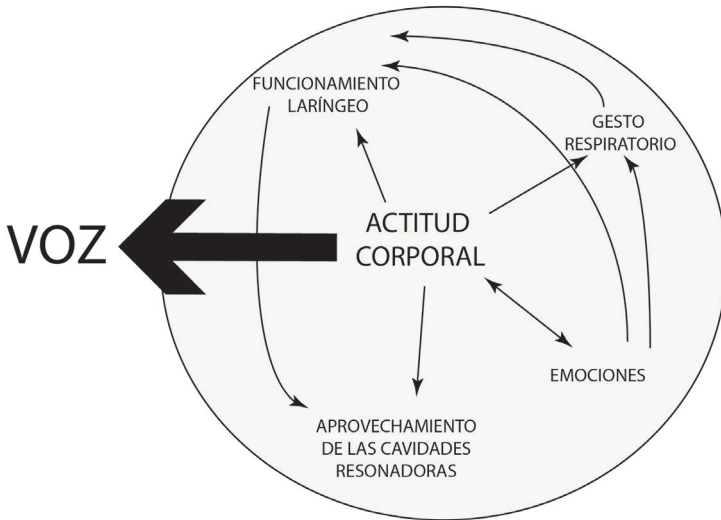 FUNCIONAMIENTO
LARÍNGEO
GESTO
RESPIRATORIO
VOZ
ACTITUD
CORPORAL
EMOCIONES
APROVECHAMIENTO
DE LAS CAVIDADES
RESONADORAS